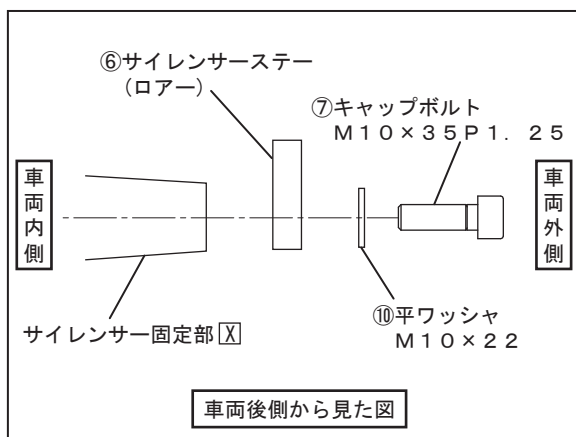 ⑥サイレンサーステー
(ロアー)
⑦キャップボルト
M10×35P1.25
車両内側
車両外側
サイレンサー固定部X
⑩平ワッシャ
M10×22
車両後側から見た図